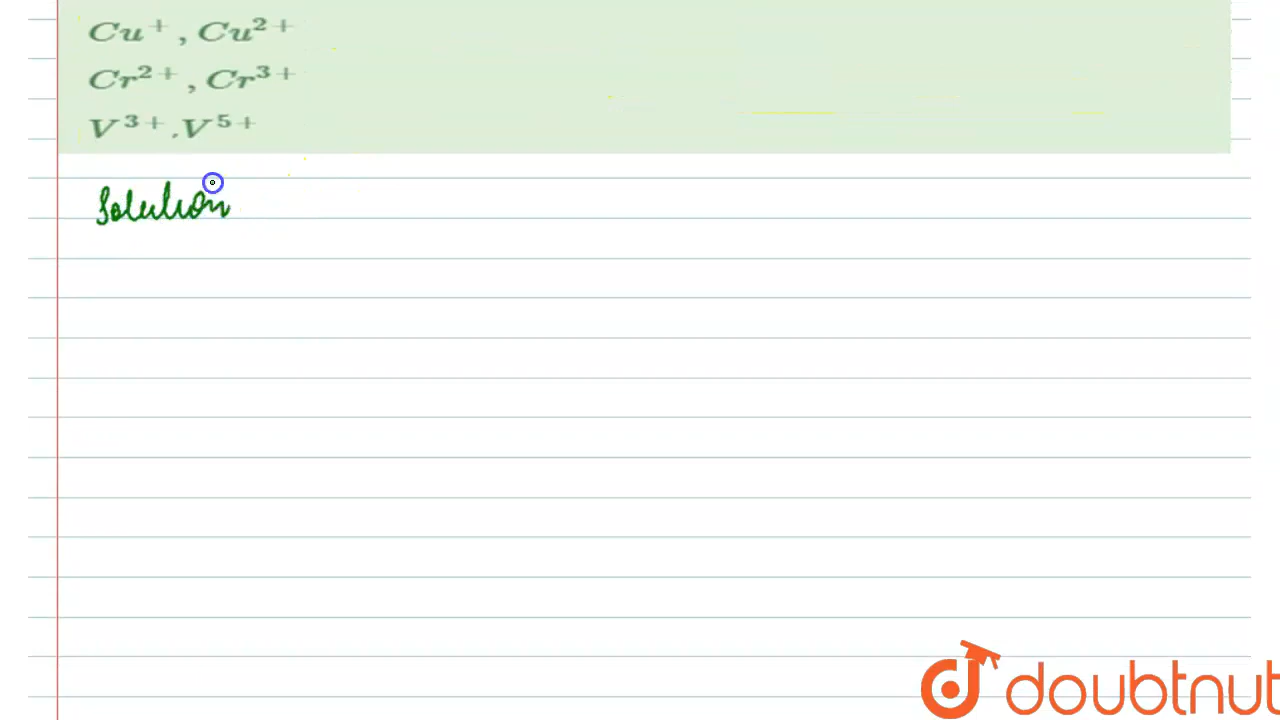 Cu⁺, Cu²⁺
Cr²⁺, Cr³⁺
V³⁺.V⁵⁺
Solution
doubtnut